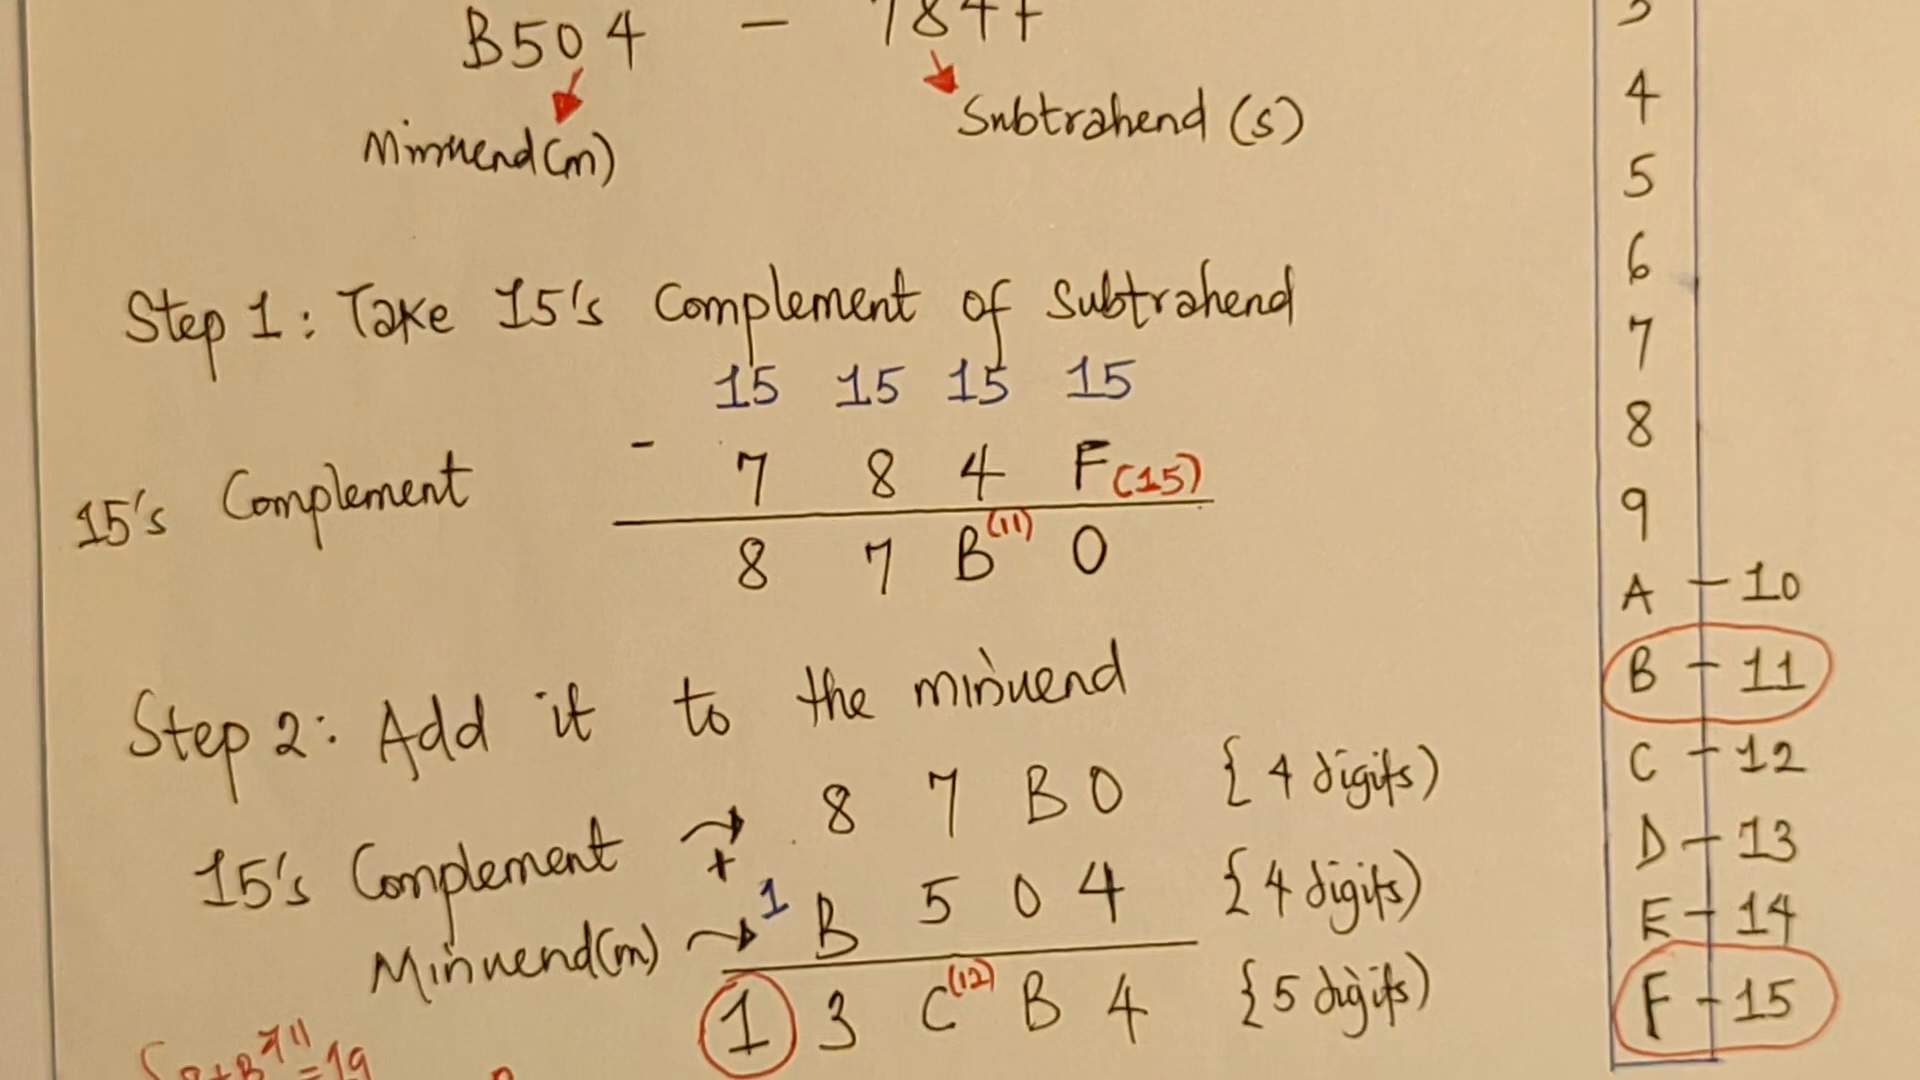 B504 - 784F
Minuend(m)
Subtrahend (s)
Step 1: Take 15's Complement of Subtrahend
15 15 15 15
- 7 8 4 F (15)
15's Complement
8 7 B (11) 0
Step 2: Add it to the minuend
15's Complement → 8 7 B 0 {4 digits)
+
Minuend(m) → 1 B 5 0 4 {4 digits)
1 3 C (12) B 4 {5 digits)
4
5
6
7
8
9
A - 10
B - 11
C - 12
D - 13
E - 14
F - 15